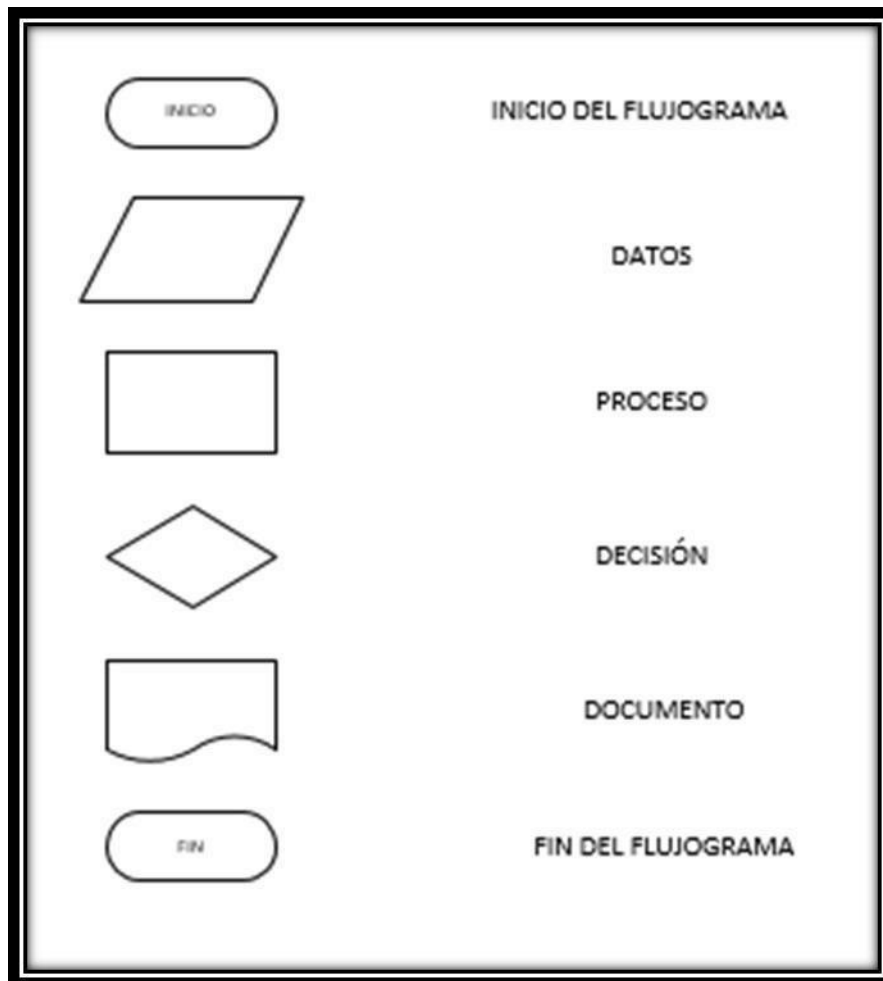 INICIO
INICIO DEL FLUJOGRAMA
DATOS
PROCESO
DECISIÓN
DOCUMENTO
FIN
FIN DEL FLUJOGRAMA